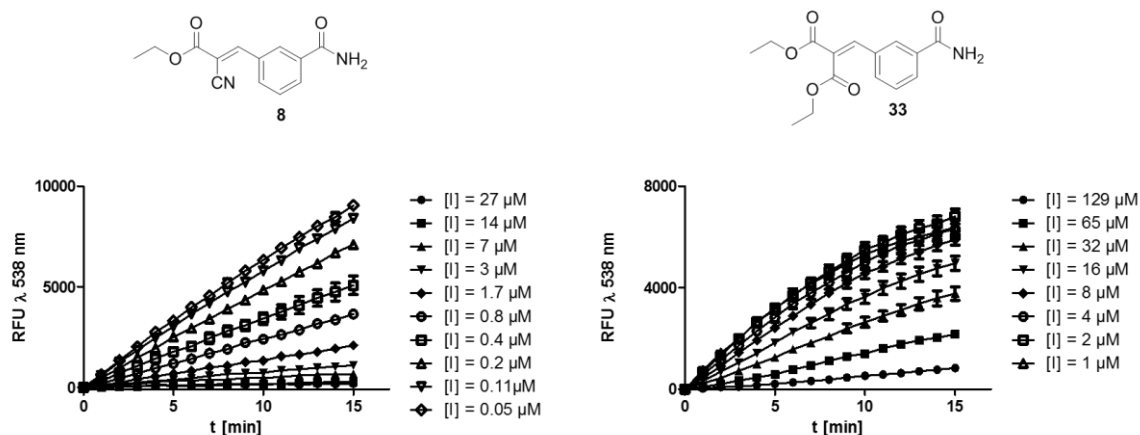 O
O
O
NH2
CN
8
O
O
O
NH2
O
O
33
10000
5000
0
0
5
10
15
RFU λ 538 nm
t [min]
[I] = 27 µM
[I] = 14 µM
[I] = 7 µM
[I] = 3 µM
[I] = 1.7 µM
[I] = 0.8 µM
[I] = 0.4 µM
[I] = 0.2 µM
[I] = 0.11µM
[I] = 0.05 µM
8000
4000
0
0
5
10
15
RFU λ 538 nm
t [min]
[I] = 129 µM
[I] = 65 µM
[I] = 32 µM
[I] = 16 µM
[I] = 8 µM
[I] = 4 µM
[I] = 2 µM
[I] = 1 µM